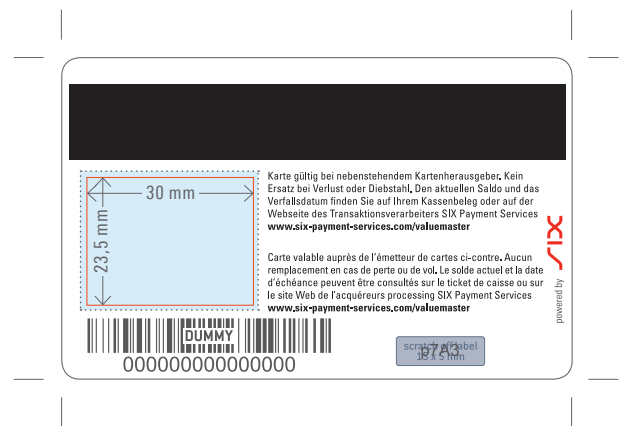 Karte gültig bei nebenstehendem Kartenherausgeber. Kein
Ersatz bei Verlust oder Diebstahl. Den aktuellen Saldo und das
Verfallsdatum finden Sie auf Ihrem Kassenbeleg oder auf der
Webseite des Transaktionsverarbeiters SIX Payment Services
www.six-payment-services.com/valuemaster
Carte valable auprès de l'émetteur de cartes ci-contre. Aucun
remplacement en cas de perte ou de vol. Le solde actuel et la date
d'échéance peuvent être consultés sur le ticket de caisse ou sur
le site Web de l'acquéreurs processing SIX Payment Services
www.six-payment-services.com/valuemaster
30 mm
23,5 mm
powered by SIX
DUMMY
000000000000000
scratch off label
p7A3
15 x 5 mm